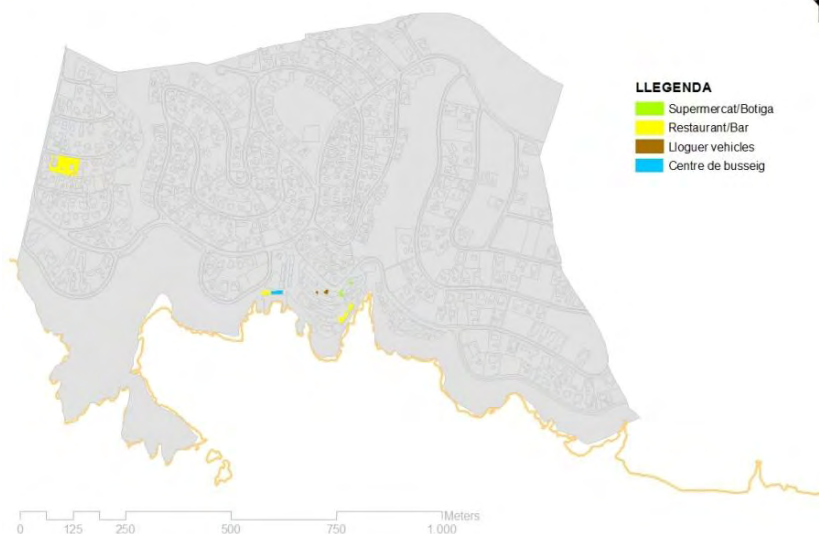 LLEGENDA
Supermercat/Botiga
Restaurant/Bar
Lloguer vehicles
Centre de busseig
Meters
0 125 250 500 750 1.000